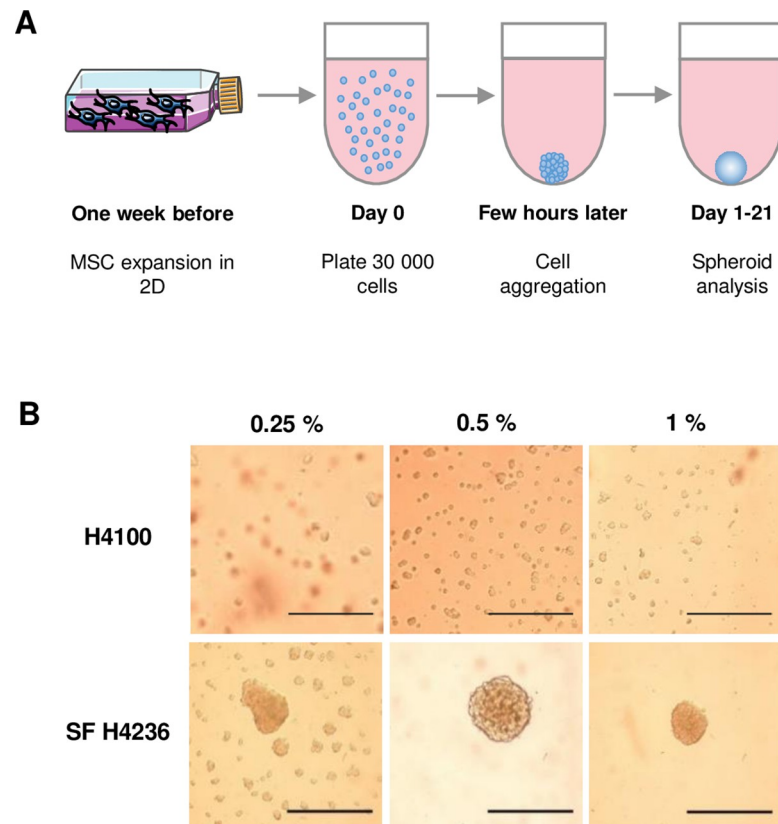 A
One week before
Day 0
Few hours later
Day 1-21
MSC expansion in
2D
Plate 30 000
cells
Cell
aggregation
Spheroid
analysis
B
0.25 %
0.5 %
1 %
H4100
SF H4236